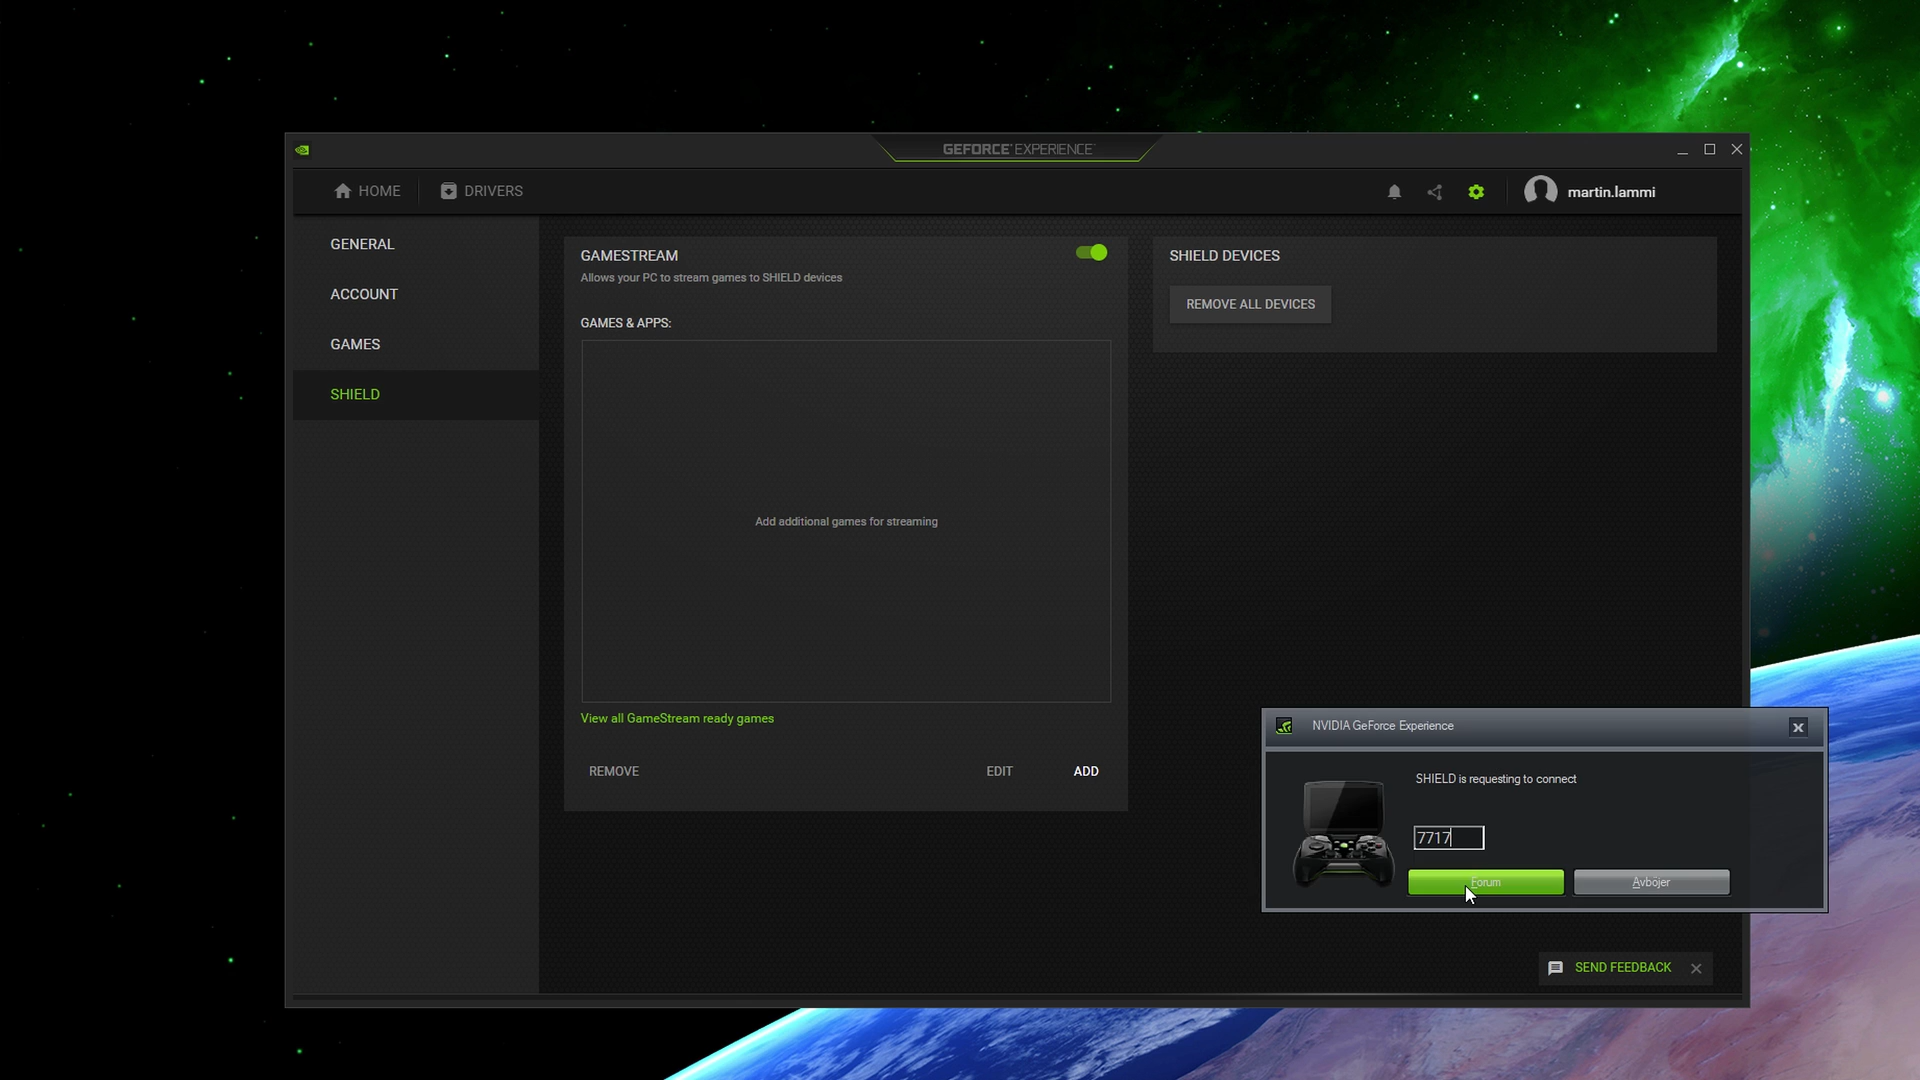 GEFORCE EXPERIENCE
HOME
DRIVERS
martin.lammi
GENERAL
ACCOUNT
GAMES
SHIELD
GAMESTREAM
Allows your PC to stream games to SHIELD devices
GAMES & APPS:
Add additional games for streaming
View all GameStream ready games
REMOVE
EDIT
ADD
SHIELD DEVICES
REMOVE ALL DEVICES
NVIDIA GeForce Experience
SHIELD is requesting to connect
7717
Forum
Avböjer
SEND FEEDBACK